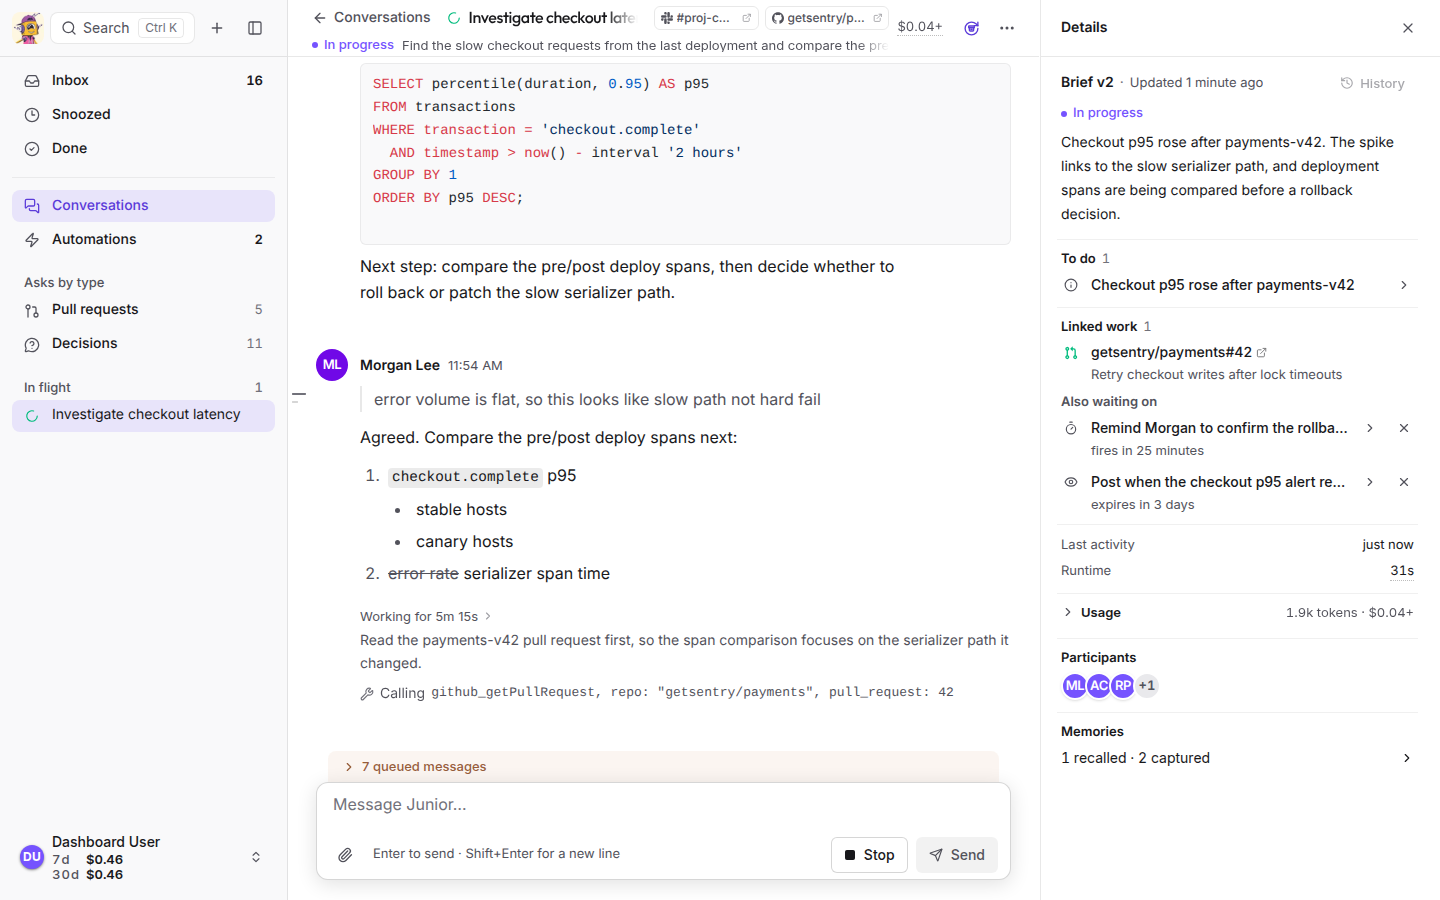 Search Ctrl K
Inbox 16
Snoozed
Done
Conversations
Automations 2
Asks by type
Pull requests 5
Decisions 11
In flight 1
Investigate checkout latency
DU Dashboard User
7d $0.46
30d $0.46
Conversations Investigate checkout late #proj-c... getsentry/p... $0.04+
In progress Find the slow checkout requests from the last deployment and compare the pre
SELECT percentile(duration, 0.95) AS p95
FROM transactions
WHERE transaction = 'checkout.complete'
AND timestamp > now() - interval '2 hours'
GROUP BY 1
ORDER BY p95 DESC;
Next step: compare the pre/post deploy spans, then decide whether to
roll back or patch the slow serializer path.
ML Morgan Lee 11:54 AM
error volume is flat, so this looks like slow path not hard fail
Agreed. Compare the pre/post deploy spans next:
1. checkout.complete p95
• stable hosts
• canary hosts
2. error rate serializer span time
Working for 5m 15s
Read the payments-v42 pull request first, so the span comparison focuses on the serializer path it
changed.
Calling github_getPullRequest, repo: "getsentry/payments", pull_request: 42
7 queued messages
Message Junior...
Enter to send · Shift+Enter for a new line Stop Send
Details
Brief v2 · Updated 1 minute ago History
In progress
Checkout p95 rose after payments-v42. The spike
links to the slow serializer path, and deployment
spans are being compared before a rollback
decision.
To do 1
Checkout p95 rose after payments-v42
Linked work 1
getsentry/payments#42
Retry checkout writes after lock timeouts
Also waiting on
Remind Morgan to confirm the rollba...
fires in 25 minutes
Post when the checkout p95 alert re...
expires in 3 days
Last activity just now
Runtime 31s
Usage 1.9k tokens · $0.04+
Participants
ML AC RP +1
Memories
1 recalled · 2 captured